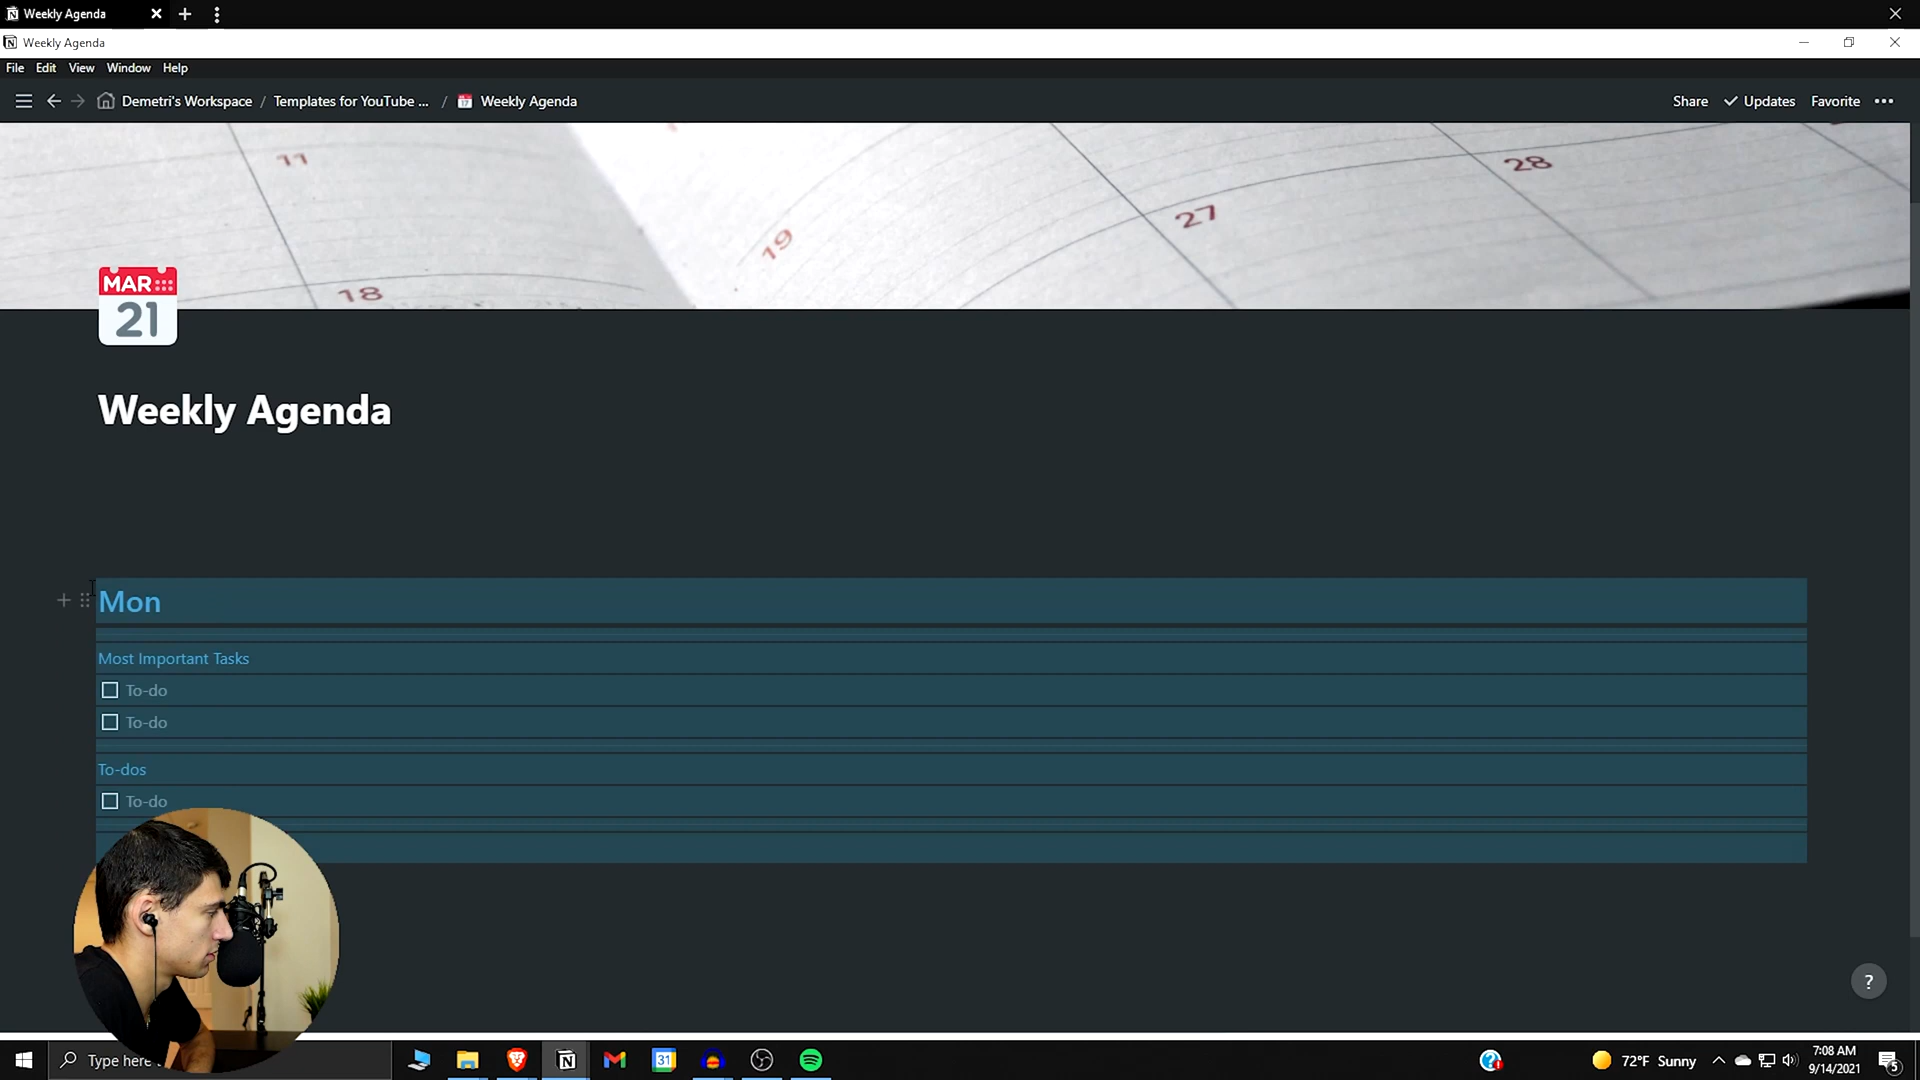 Weekly Agenda
Weekly Agenda
File Edit View Window Help
Demetri's Workspace / Templates for YouTube ... / Weekly Agenda
Share Updates Favorite
11
28
27
19
18
MAR
21
Weekly Agenda
Mon
Most Important Tasks
To-do
To-do
To-dos
To-do
?
Type here
31
72°F Sunny
7:08 AM
9/14/2021
5